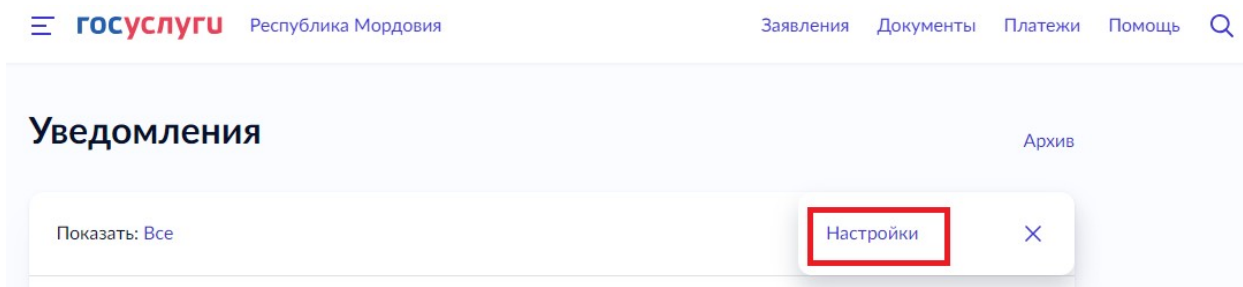 госуслуги Республика Мордовия Заявления Документы Платежи Помощь
Уведомления
Архив
Показать: Все Настройки